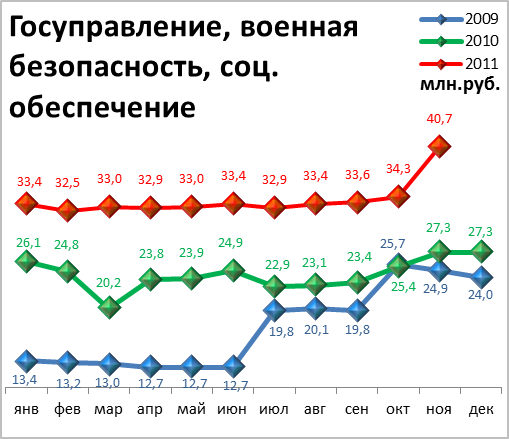 Госуправление, военная
безопасность, соц.
обеспечение
2009
2010
2011
млн.руб.
33,4 32,5 33,0 32,9 33,0 33,4 32,9 33,4 33,6 34,3 40,7
26,1 24,8 20,2 23,8 23,9 24,9 22,9 23,1 23,4 25,4 27,3 27,3
13,4 13,2 13,0 12,7 12,7 12,7 19,8 20,1 19,8 25,7 24,9 24,0
янв фев мар апр май июн июл авг сен окт ноя дек